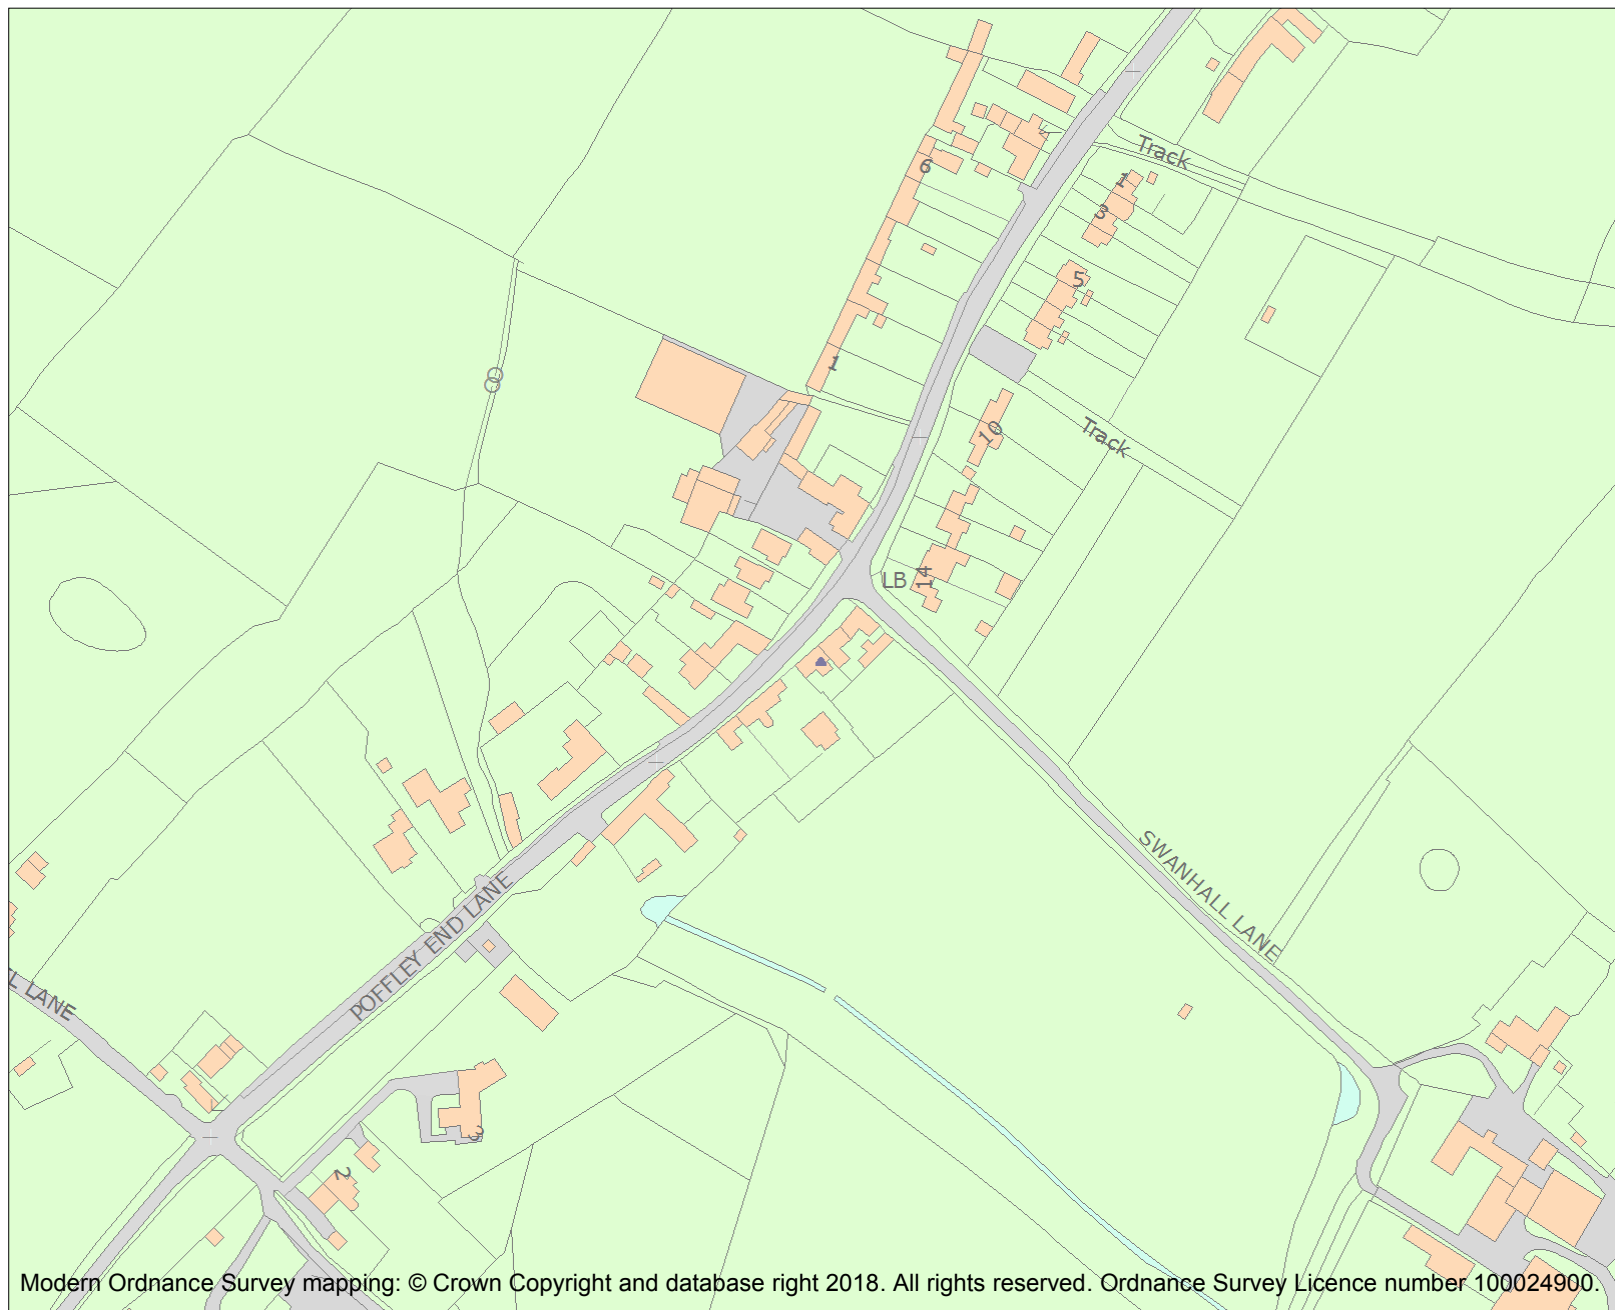 Track
6
1
3
5
1
10
Track
LB
14
SWANHALL LANE
POFFLEY END LANE
L LANE
3
2
Modern Ordnance Survey mapping: © Crown Copyright and database right 2018. All rights reserved. Ordnance Survey Licence number 100024900.